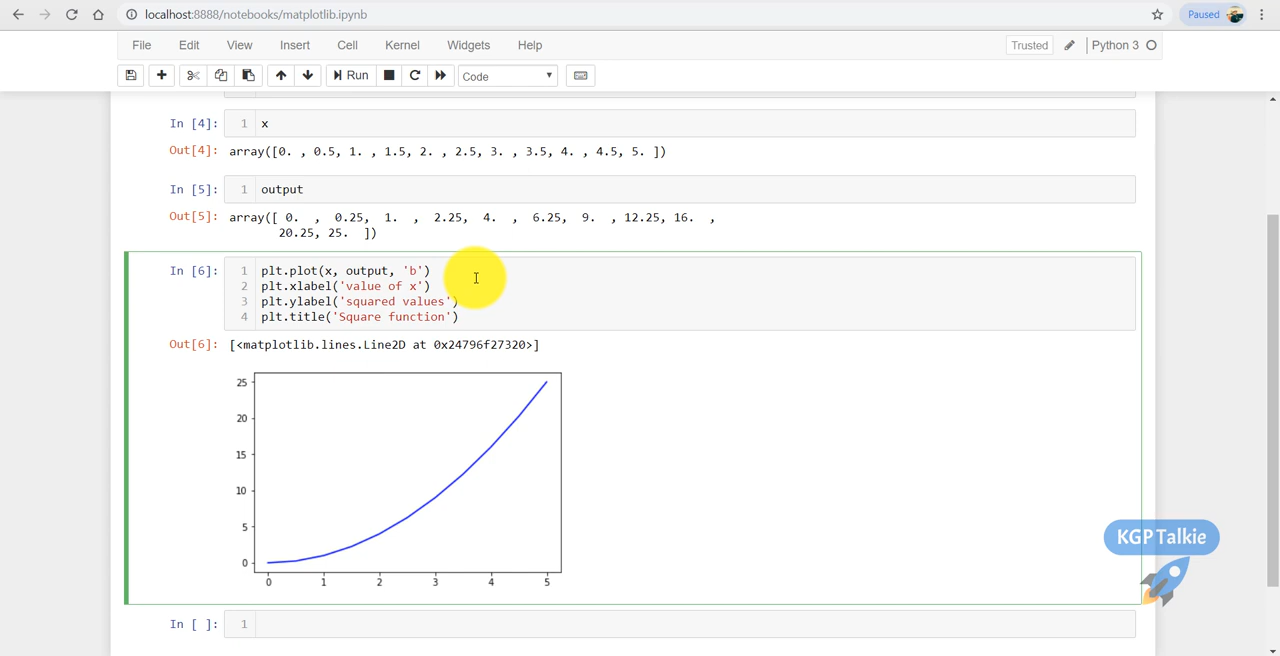 localhost:8888/notebooks/matplotlib.ipynb
Paused
File Edit View Insert Cell Kernel Widgets Help
Trusted Python 3
Run Code
In [4]: 1 x
Out[4]: array([0. , 0.5, 1. , 1.5, 2. , 2.5, 3. , 3.5, 4. , 4.5, 5. ])
In [5]: 1 output
Out[5]: array([ 0.  ,  0.25,  1.  ,  2.25,  4.  ,  6.25,  9.  , 12.25, 16.  ,
20.25, 25.  ])
In [6]: 1 plt.plot(x, output, 'b')
2 plt.xlabel('value of x')
3 plt.ylabel('squared values')
4 plt.title('Square function')
Out[6]: [<matplotlib.lines.Line2D at 0x24796f27320>]
25
20
15
10
5
0
0 1 2 3 4 5
KGP Talkie
In [ ]: 1